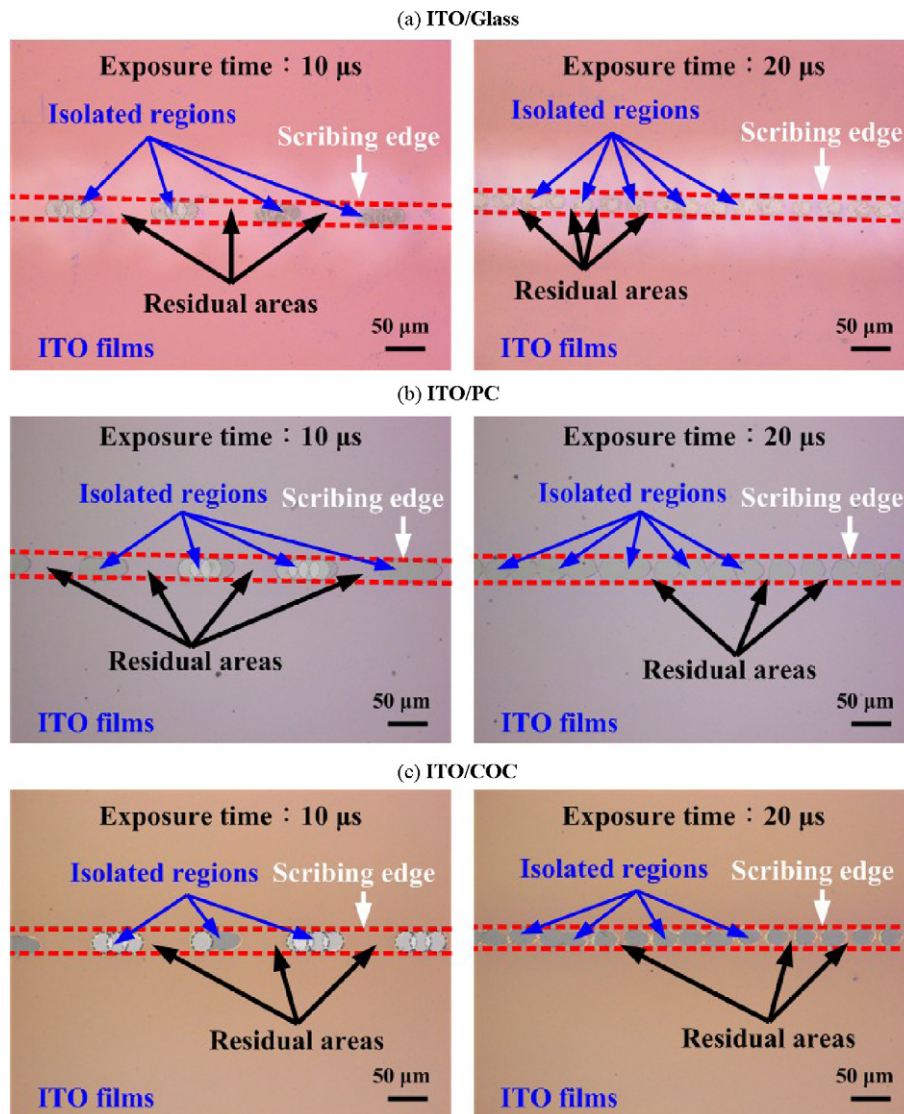 (a) ITO/Glass
Exposure time：10 μs
Isolated regions
Scribing edge
Residual areas
50 μm
ITO films
Exposure time：20 μs
Isolated regions
Scribing edge
Residual areas
50 μm
ITO films
(b) ITO/PC
Exposure time：10 μs
Isolated regions
Scribing edge
Residual areas
50 μm
ITO films
Exposure time：20 μs
Isolated regions
Scribing edge
Residual areas
50 μm
ITO films
(c) ITO/COC
Exposure time：10 μs
Isolated regions
Scribing edge
Residual areas
50 μm
ITO films
Exposure time：20 μs
Isolated regions
Scribing edge
Residual areas
50 μm
ITO films